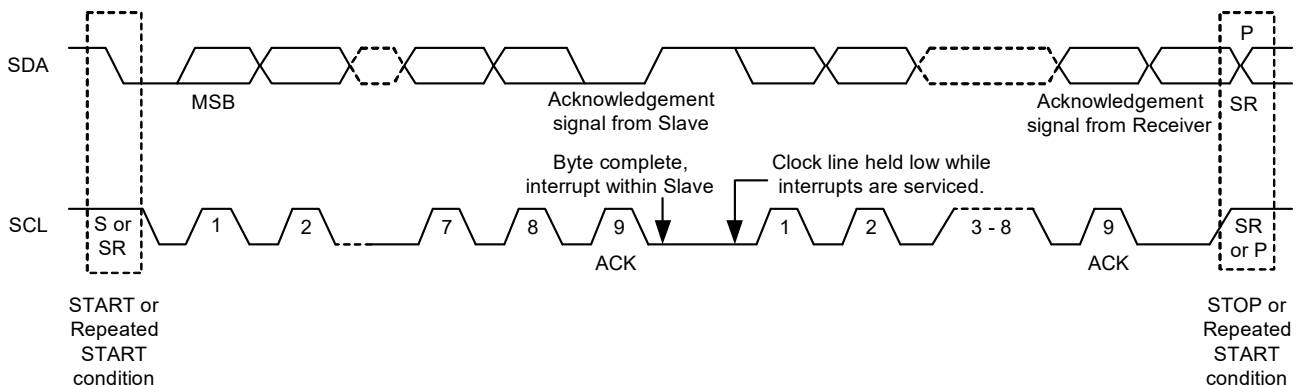 P
SDA
MSB
Acknowledgement
signal from Slave
Acknowledgement
signal from Receiver
SR
Byte complete,
interrupt within Slave
Clock line held low while
interrupts are serviced.
SCL
S or
SR
1
2
7
8
9
1
2
3 - 8
9
SR
or P
ACK
ACK
START or
Repeated
START
condition
STOP or
Repeated
START
condition